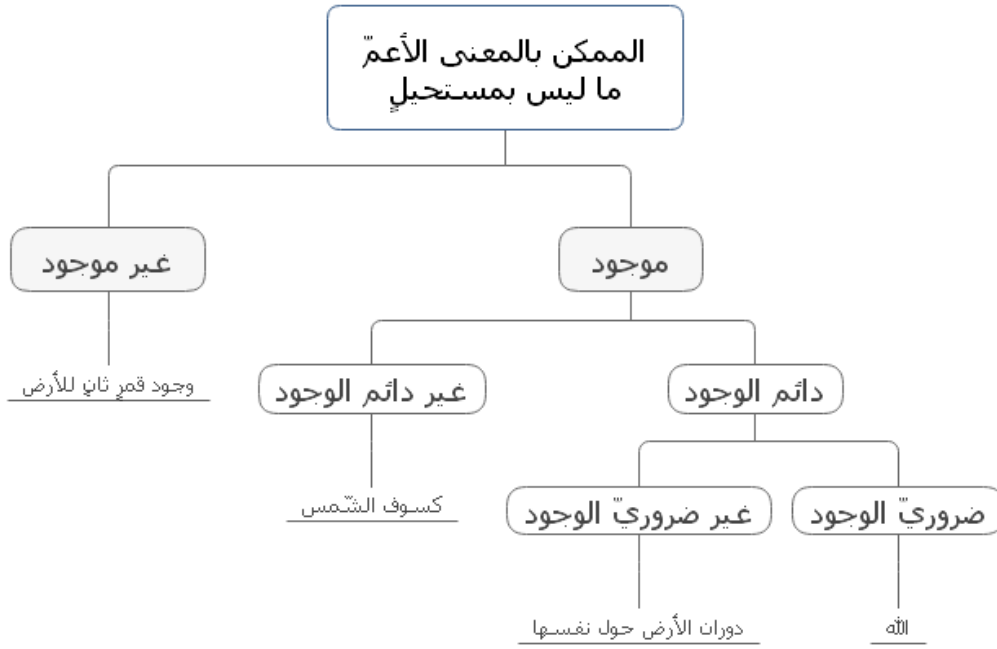 الممكن بالمعنى الأعمّ
ما ليس بمستحيلٍ
موجود
غير موجود
دائم الوجود
غير دائم الوجود
وجود قمرٍ ثانٍ للأرض
ضروريّ الوجود
غير ضروريّ الوجود
كسوف الشّمس
الله
دوران الأرض حول نفسها